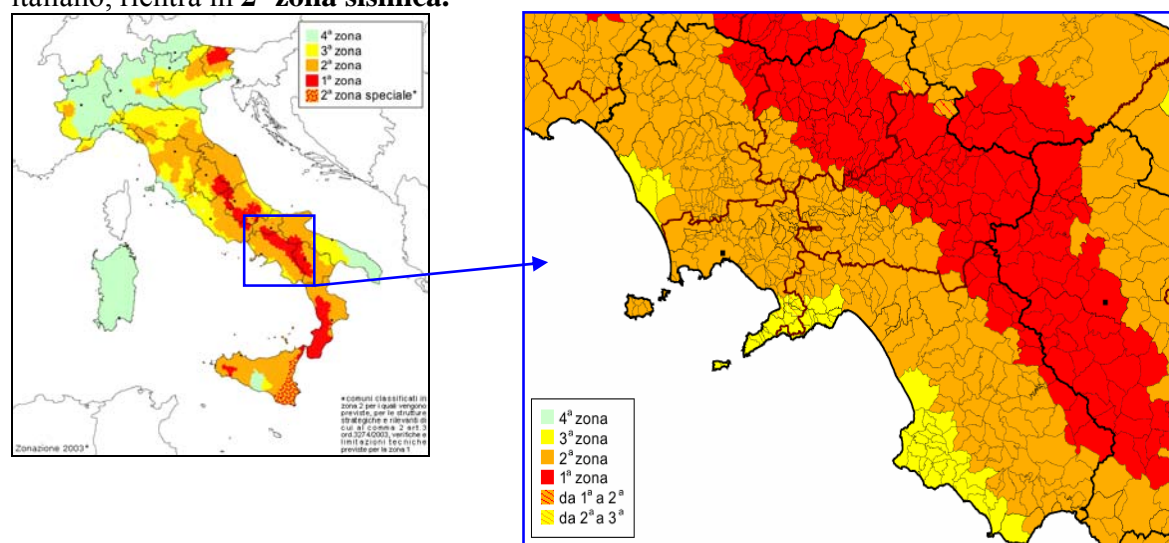 italiano, rientra in 2ª zona sismica.
4ª zona
3ª zona
2ª zona
1ª zona
2ª zona speciale*
*comuni classificati in
zona 2 per i quali vengono
previste, per le strutture
strategiche e rilevanti di
cui al comma 2 art.3
ord.3274/2003, verifiche e
limitazioni tecniche
previste per la zona 1
Zonazione 2003*
4ª zona
3ª zona
2ª zona
1ª zona
da 1ª a 2ª
da 2ª a 3ª